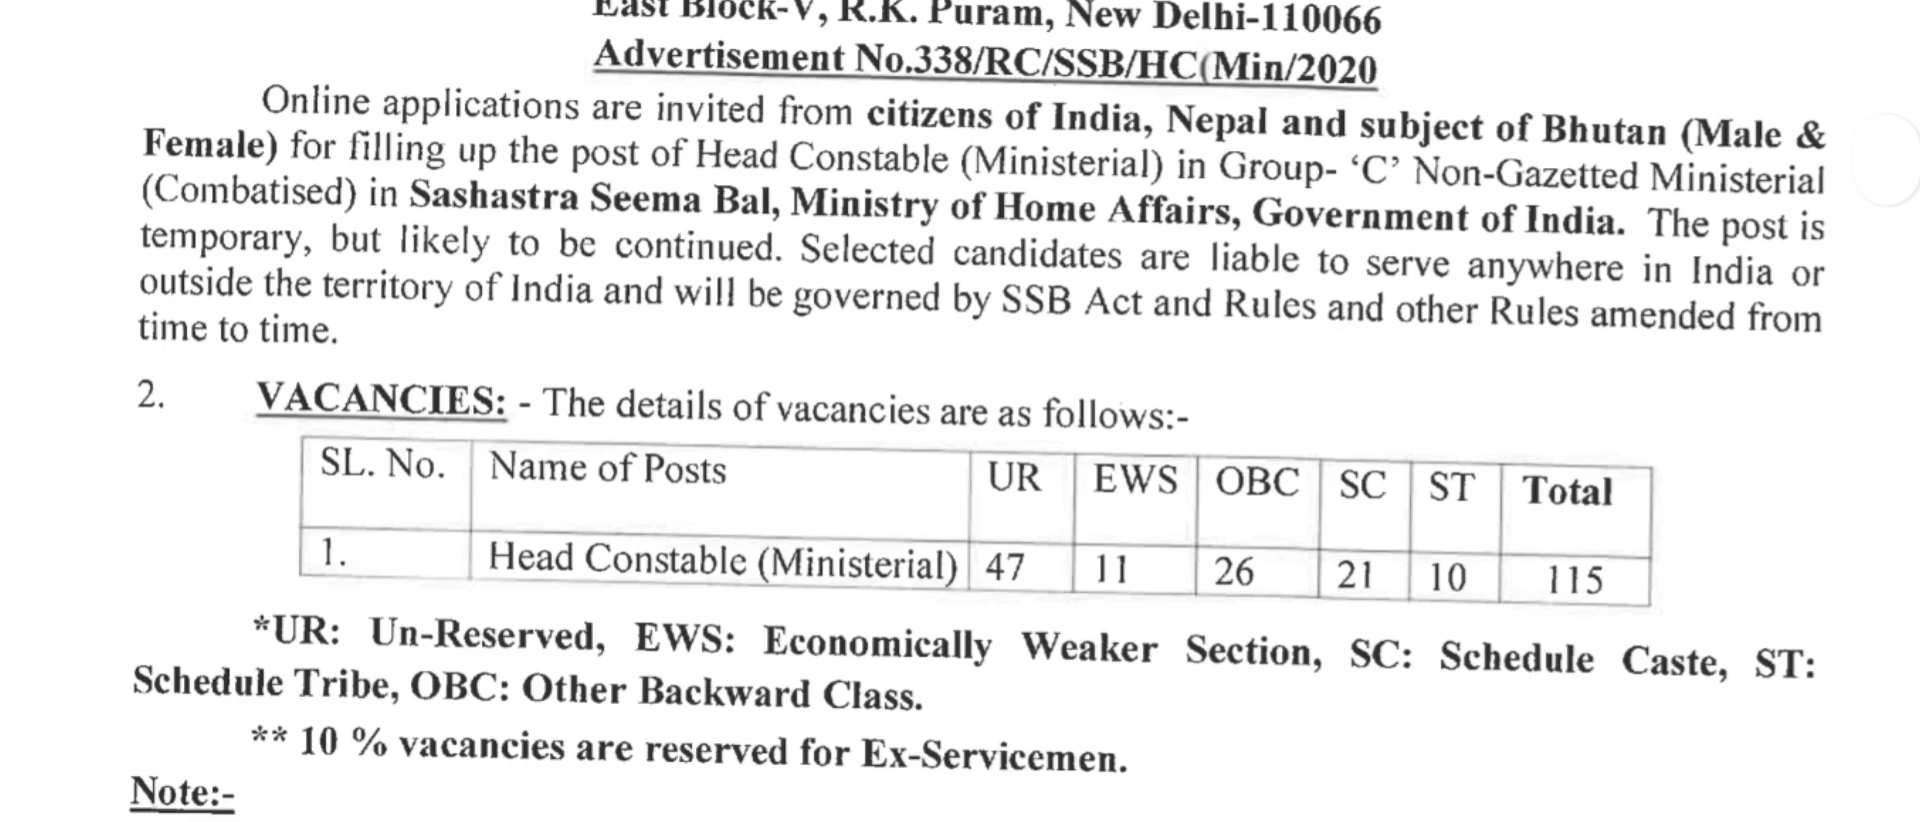 East Block-V, R.K. Puram, New Delhi-110066
Advertisement No.338/RC/SSB/HC(Min/2020
Online applications are invited from citizens of India, Nepal and subject of Bhutan (Male &
Female) for filling up the post of Head Constable (Ministerial) in Group- ‘C’ Non-Gazetted Ministerial
(Combatised) in Sashastra Seema Bal, Ministry of Home Affairs, Government of India. The post is
temporary, but likely to be continued. Selected candidates are liable to serve anywhere in India or
outside the territory of India and will be governed by SSB Act and Rules and other Rules amended from
time to time.
2. VACANCIES: - The details of vacancies are as follows:-
SL. No. Name of Posts UR EWS OBC SC ST Total
1. Head Constable (Ministerial) 47 11 26 21 10 115
*UR: Un-Reserved, EWS: Economically Weaker Section, SC: Schedule Caste, ST:
Schedule Tribe, OBC: Other Backward Class.
** 10 % vacancies are reserved for Ex-Servicemen.
Note:-